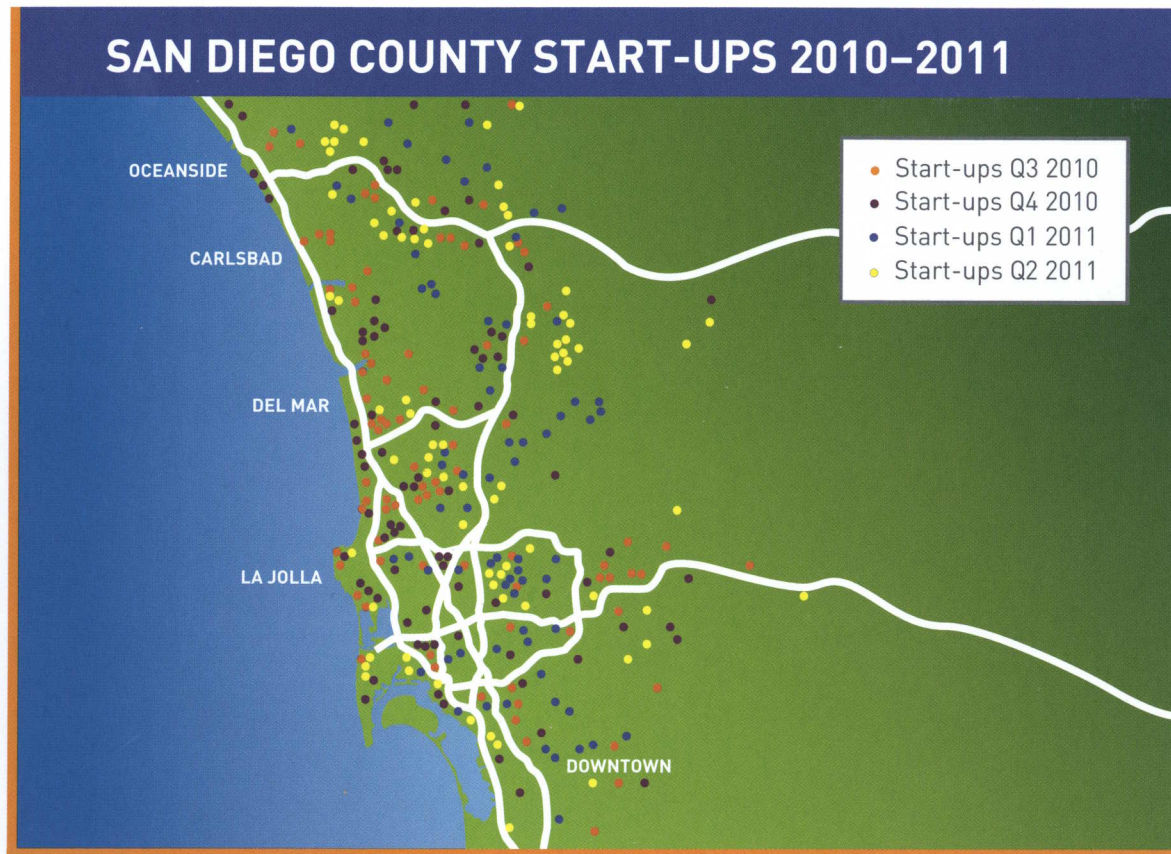 SAN DIEGO COUNTY START-UPS 2010–2011
Start-ups Q3 2010
Start-ups Q4 2010
Start-ups Q1 2011
Start-ups Q2 2011
OCEANSIDE
CARLSBAD
DEL MAR
LA JOLLA
DOWNTOWN